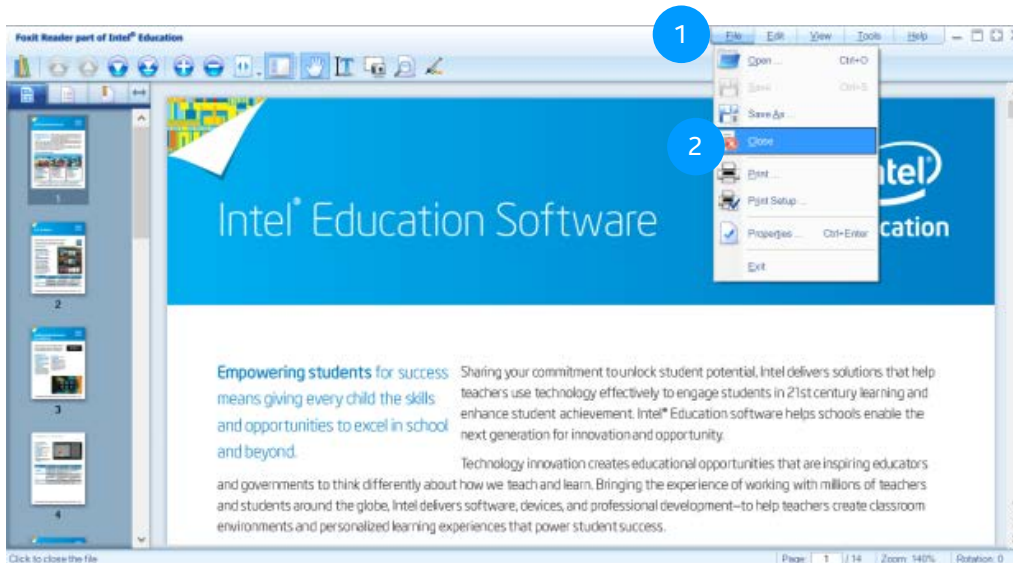 1
Foxit Reader part of Intel® Education
File Edit View Tools Help
Open ... Ctrl+O
Save Ctrl+S
Save As ...
2
Close
Print ...
Print Setup ...
Properties ... Ctrl+Enter
Exit
1
2
3
4
Intel® Education Software
Empowering students for success
means giving every child the skills
and opportunities to excel in school
and beyond.
Sharing your commitment to unlock student potential, Intel delivers solutions that help
teachers use technology effectively to engage students in 21st century learning and
enhance student achievement. Intel® Education software helps schools enable the
next generation for innovation and opportunity.
Technology innovation creates educational opportunities that are inspiring educators
and governments to think differently about how we teach and learn. Bringing the experience of working with millions of teachers
and students around the globe, Intel delivers software, devices, and professional development—to help teachers create classroom
environments and personalized learning experiences that power student success.
Click to close the file
Page: 1 / 14 Zoom: 140% Rotation: 0